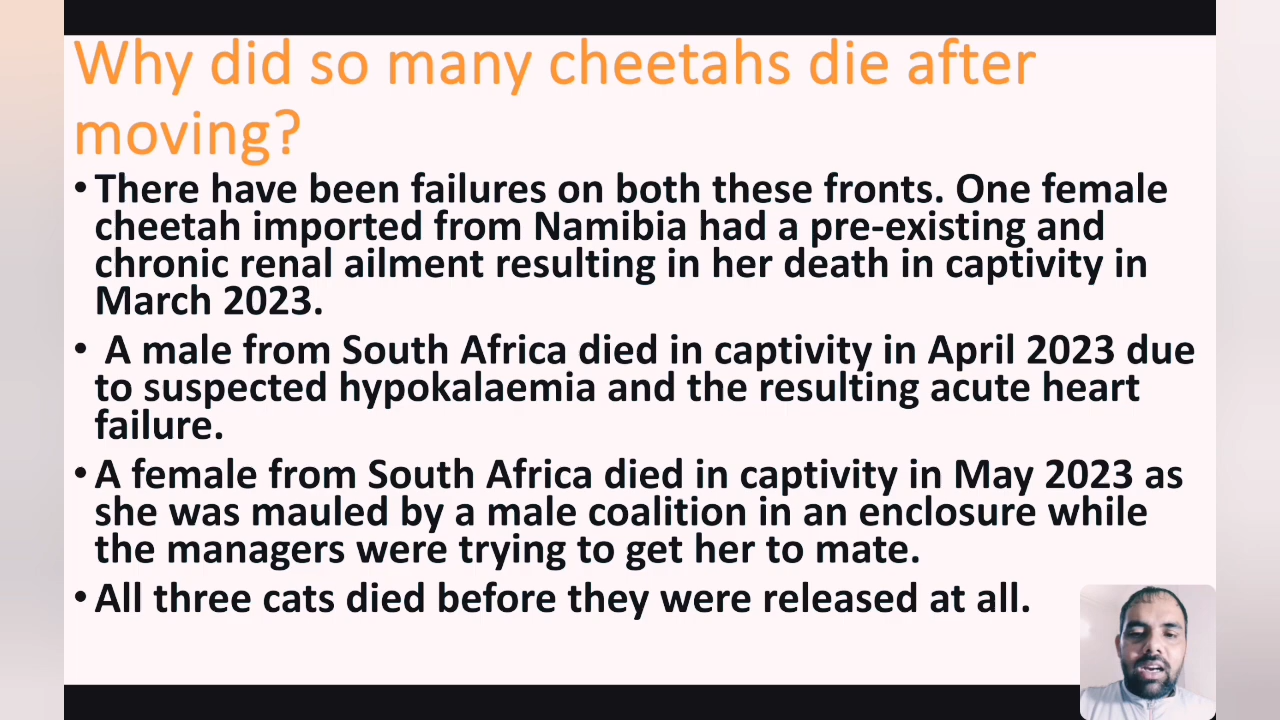 Why did so many cheetahs die after
moving?
• There have been failures on both these fronts. One female
cheetah imported from Namibia had a pre-existing and
chronic renal ailment resulting in her death in captivity in
March 2023.
• A male from South Africa died in captivity in April 2023 due
to suspected hypokalaemia and the resulting acute heart
failure.
• A female from South Africa died in captivity in May 2023 as
she was mauled by a male coalition in an enclosure while
the managers were trying to get her to mate.
• All three cats died before they were released at all.